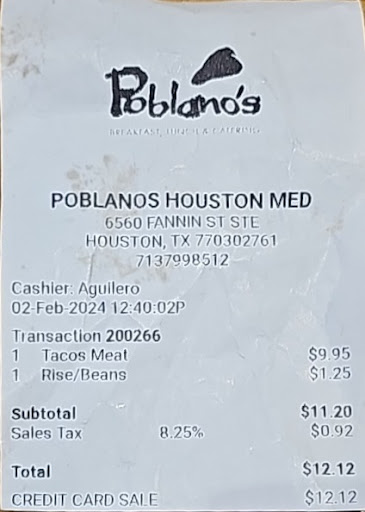 Poblano's
BREAKFAST, LUNCH & CATERING
POBLANOS HOUSTON MED
6560 FANNIN ST STE
HOUSTON, TX 770302761
7137998512
Cashier: Aguilero
02-Feb-2024 12:40:02P
Transaction 200266
1 Tacos Meat $9.95
1 Rise/Beans $1.25
Subtotal $11.20
Sales Tax 8.25% $0.92
Total $12.12
CREDIT CARD SALE $12.12